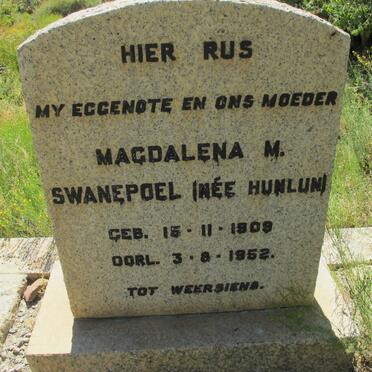 HIER RUS
MY EGGENOTE EN ONS MOEDER
MAGDALENA M.
SWANEPOEL (NÉE HUNLUN)
GEB. 15-11-1909
OORL. 3-8-1952.
TOT WEERSIENS.